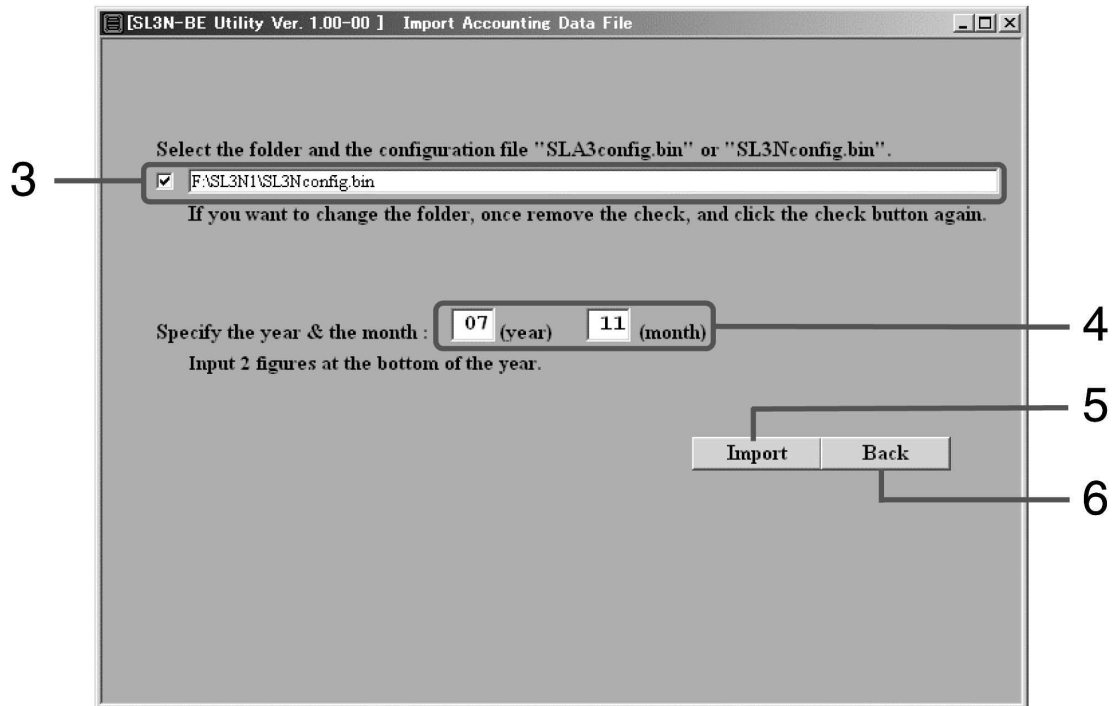 [SL3N-BE Utility Ver. 1.00-00 ] Import Accounting Data File
Select the folder and the configuration file "SLA3config.bin" or "SL3Nconfig.bin".
3
F:\SL3N1\SL3Nconfig.bin
If you want to change the folder, once remove the check, and click the check button again.
Specify the year & the month : 07 (year) 11 (month)
4
Input 2 figures at the bottom of the year.
5
Import Back
6